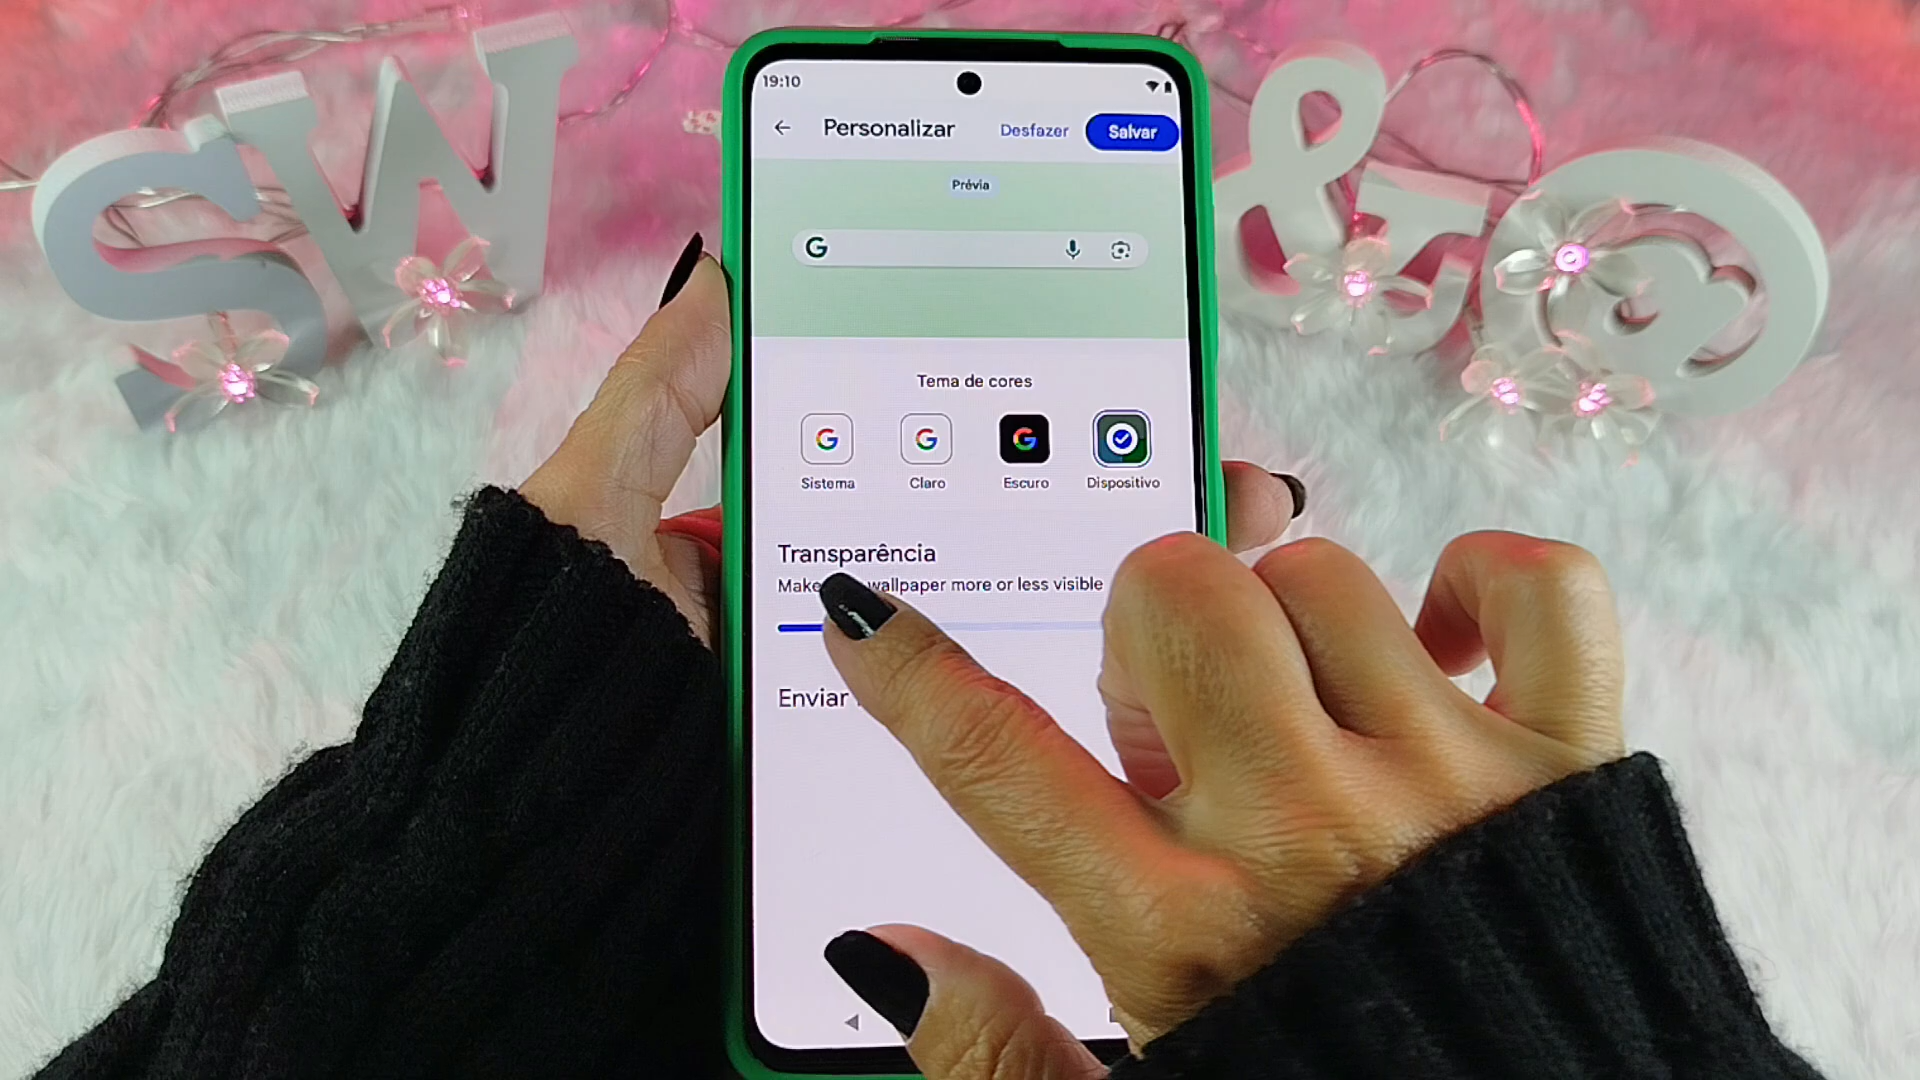 SW
&
19:10
Personalizar
Desfazer
Salvar
Prévia
G
Tema de cores
G
G
G
Sistema
Claro
Escuro
Dispositivo
Transparência
Make wallpaper more or less visible
Enviar